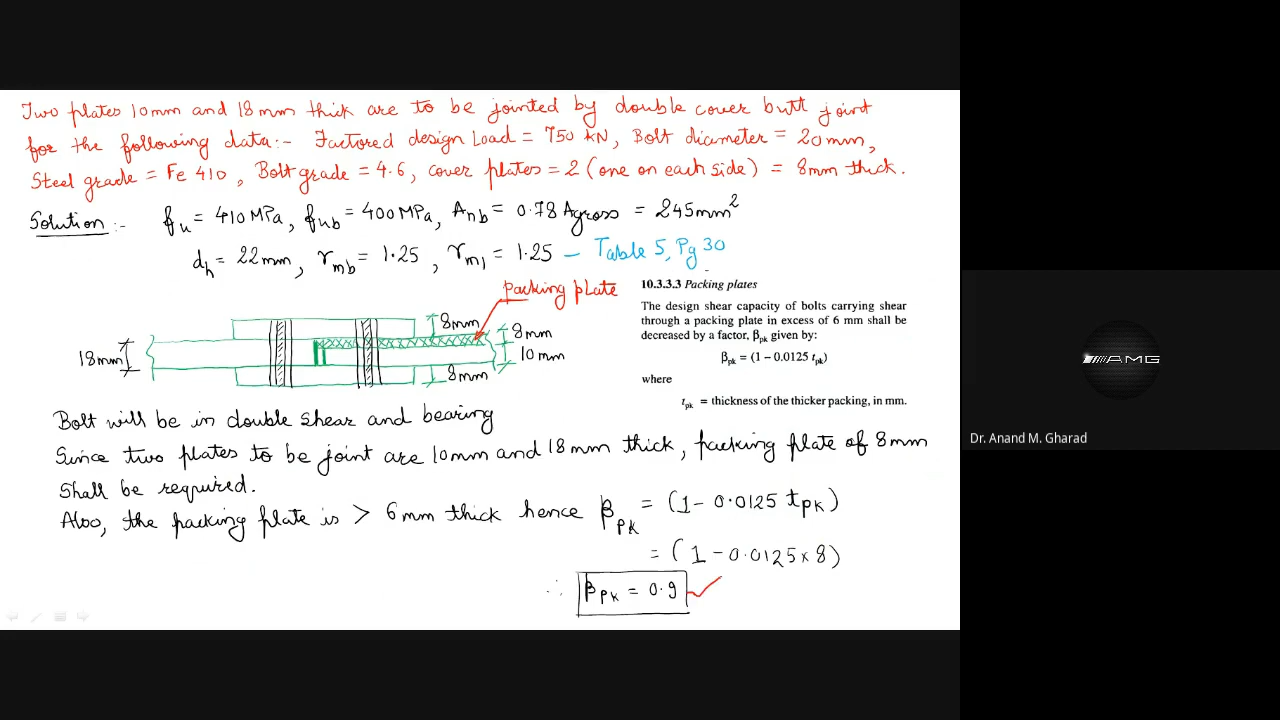 Two plates 10mm and 18mm thick are to be jointed by double cover butt joint
for the following data:- Factored design Load = 750 kN, Bolt diameter = 20mm,
Steel grade = Fe 410, Bolt grade = 4.6, cover plates = 2 (one on each side) = 8mm thick.
Solution:- fu = 410 MPa, fub = 400 MPa, Anb = 0.78 Agross = 245mm²
dh = 22mm, γmb = 1.25, γm1 = 1.25 – Table 5, Pg 30
packing plate
8mm
8mm
18mm
10mm
8mm
10.3.3.3 Packing plates
The design shear capacity of bolts carrying shear
through a packing plate in excess of 6 mm shall be
decreased by a factor, βpk given by:
βpk = (1 – 0.0125 tpk)
where
tpk = thickness of the thicker packing, in mm.
Bolt will be in double shear and bearing
Since two plates to be joint are 10mm and 18mm thick, packing plate of 8mm
shall be required.
Also, the packing plate is > 6mm thick hence βpk = (1 – 0.0125 tpk)
= (1 – 0.0125 × 8)
∴ βpk = 0.9
AMG
Dr. Anand M. Gharad